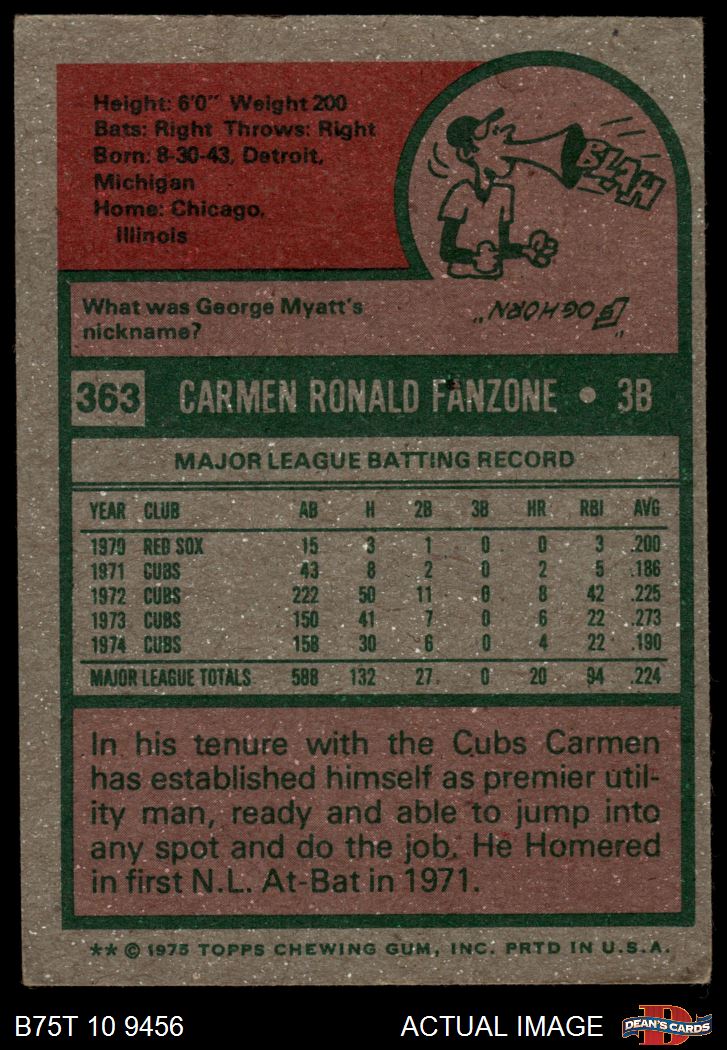 Height: 6'0" Weight 200
Bats: Right Throws: Right
Born: 8-30-43, Detroit,
Michigan
Home: Chicago,
Illinois
BLAH
What was George Myatt's
nickname?
"FOGHORN"
363 CARMEN RONALD FANZONE • 3B
MAJOR LEAGUE BATTING RECORD
YEAR CLUB AB H 2B 3B HR RBI AVG
1970 RED SOX 15 3 1 0 0 3 .200
1971 CUBS 43 8 2 0 2 5 .186
1972 CUBS 222 50 11 0 8 42 .225
1973 CUBS 150 41 7 0 6 22 .273
1974 CUBS 158 30 6 0 4 22 .190
MAJOR LEAGUE TOTALS 588 132 27 0 20 94 .224
In his tenure with the Cubs Carmen
has established himself as premier util-
ity man, ready and able to jump into
any spot and do the job. He Homered
in first N.L. At-Bat in 1971.
** © 1975 TOPPS CHEWING GUM, INC. PRTD IN U.S.A.
B75T 10 9456 ACTUAL IMAGE
D
DEAN'S CARDS